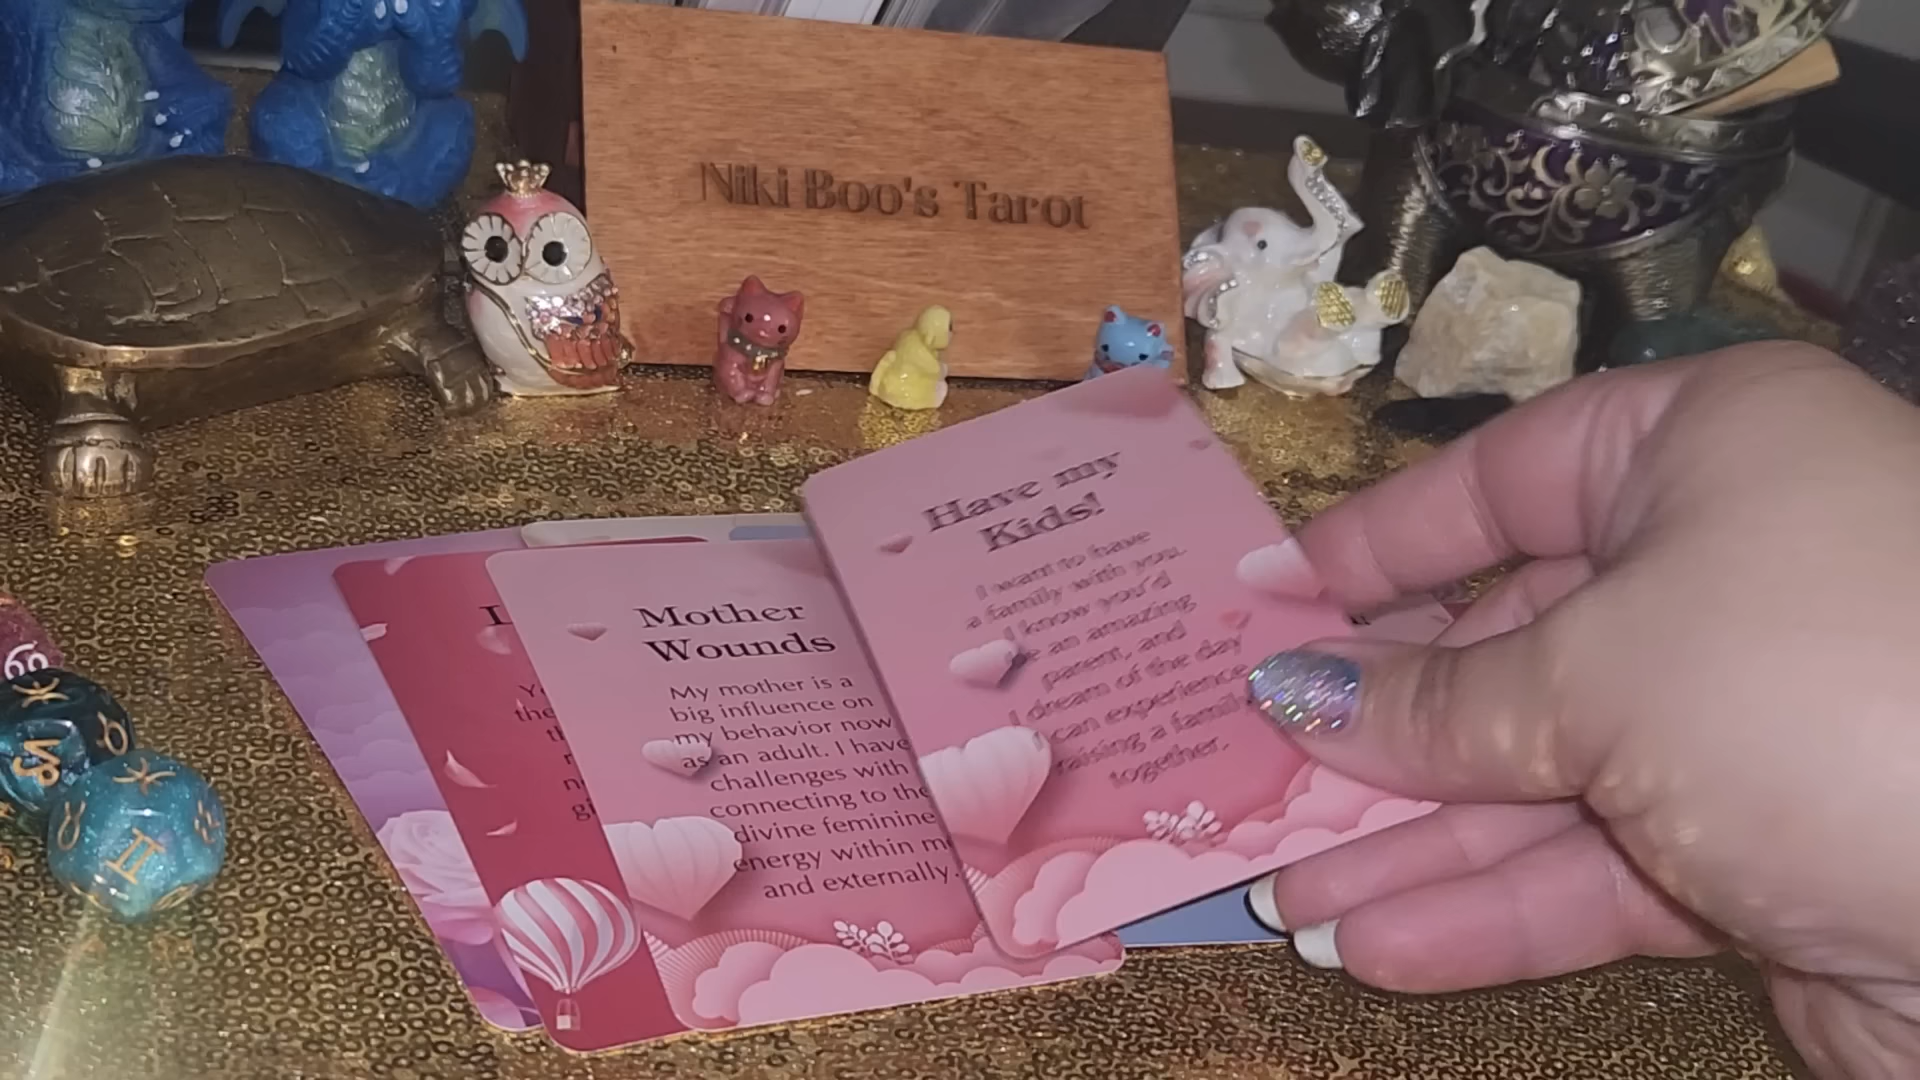 Niki Boo's Tarot
Have my
Kids!
I want to have
a family with you.
I know you'd
be an amazing
parent, and
I dream of the day
I can experience
raising a family
together.
Mother
Wounds
My mother is a
big influence on
my behavior now
as an adult. I have
challenges with
connecting to the
divine feminine
energy within me
and externally.